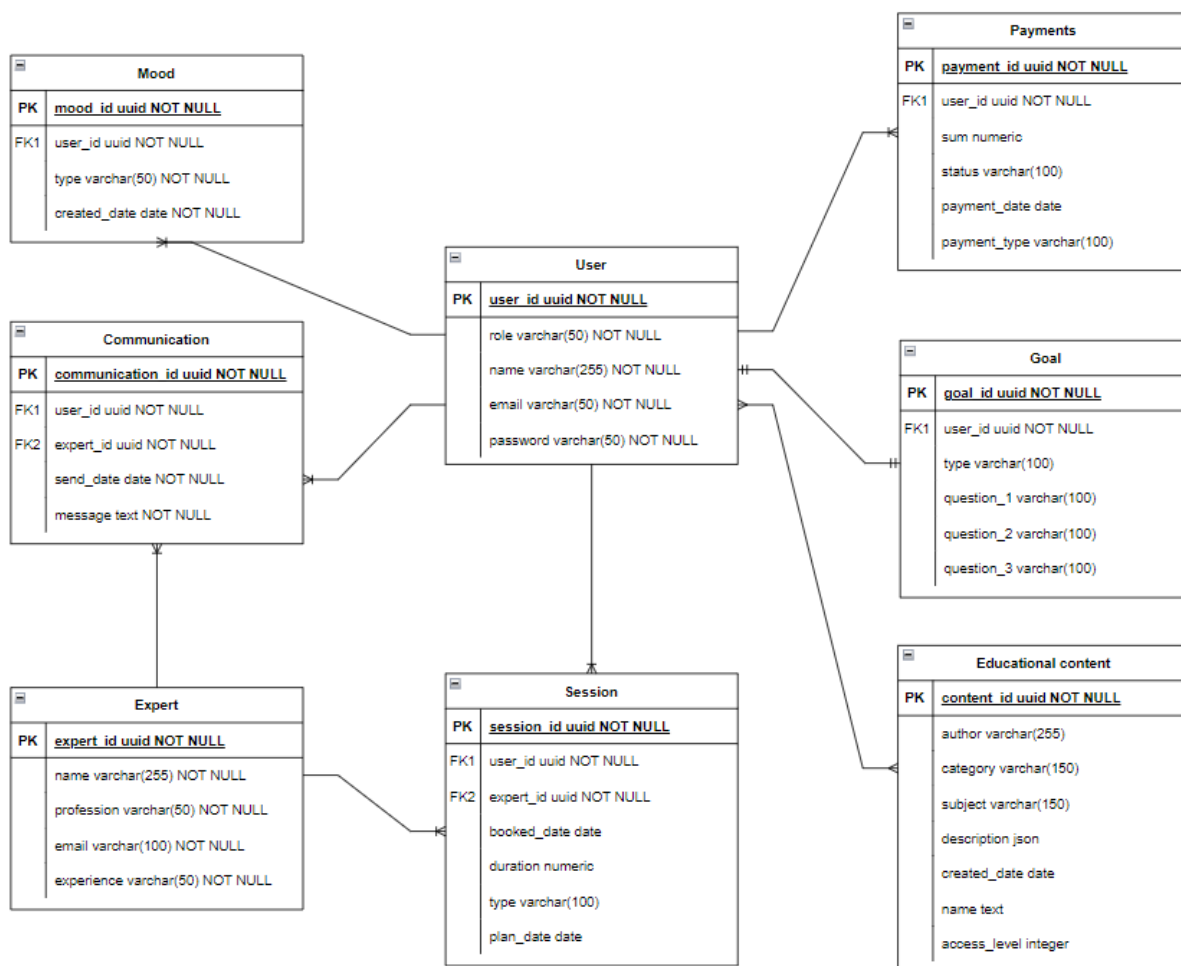 Mood
PK mood_id uuid NOT NULL
FK1 user_id uuid NOT NULL
type varchar(50) NOT NULL
created_date date NOT NULL
Communication
PK communication_id uuid NOT NULL
FK1 user_id uuid NOT NULL
FK2 expert_id uuid NOT NULL
send_date date NOT NULL
message text NOT NULL
Expert
PK expert_id uuid NOT NULL
name varchar(255) NOT NULL
profession varchar(50) NOT NULL
email varchar(100) NOT NULL
experience varchar(50) NOT NULL
User
PK user_id uuid NOT NULL
role varchar(50) NOT NULL
name varchar(255) NOT NULL
email varchar(50) NOT NULL
password varchar(50) NOT NULL
Session
PK session_id uuid NOT NULL
FK1 user_id uuid NOT NULL
FK2 expert_id uuid NOT NULL
booked_date date
duration numeric
type varchar(100)
plan_date date
Payments
PK payment_id uuid NOT NULL
FK1 user_id uuid NOT NULL
sum numeric
status varchar(100)
payment_date date
payment_type varchar(100)
Goal
PK goal_id uuid NOT NULL
FK1 user_id uuid NOT NULL
type varchar(100)
question_1 varchar(100)
question_2 varchar(100)
question_3 varchar(100)
Educational content
PK content_id uuid NOT NULL
author varchar(255)
category varchar(150)
subject varchar(150)
description json
created_date date
name text
access_level integer